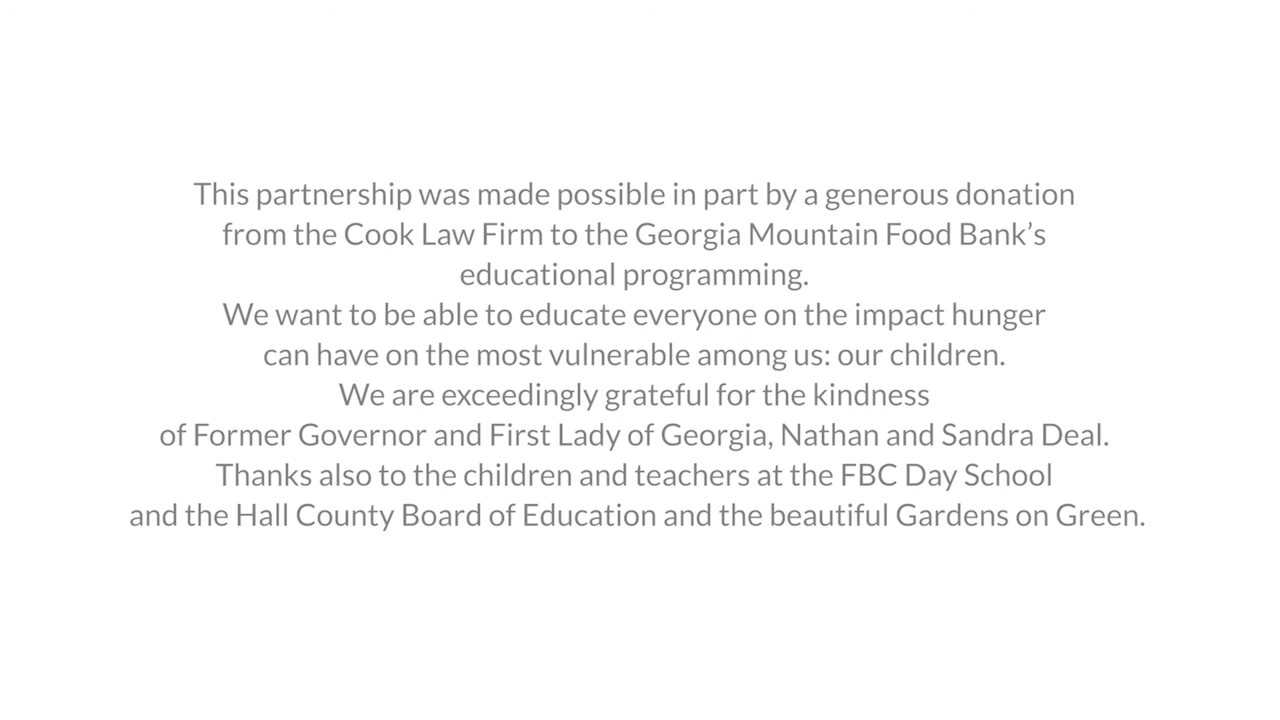 This partnership was made possible in part by a generous donation
from the Cook Law Firm to the Georgia Mountain Food Bank’s
educational programming.
We want to be able to educate everyone on the impact hunger
can have on the most vulnerable among us: our children.
We are exceedingly grateful for the kindness
of Former Governor and First Lady of Georgia, Nathan and Sandra Deal.
Thanks also to the children and teachers at the FBC Day School
and the Hall County Board of Education and the beautiful Gardens on Green.